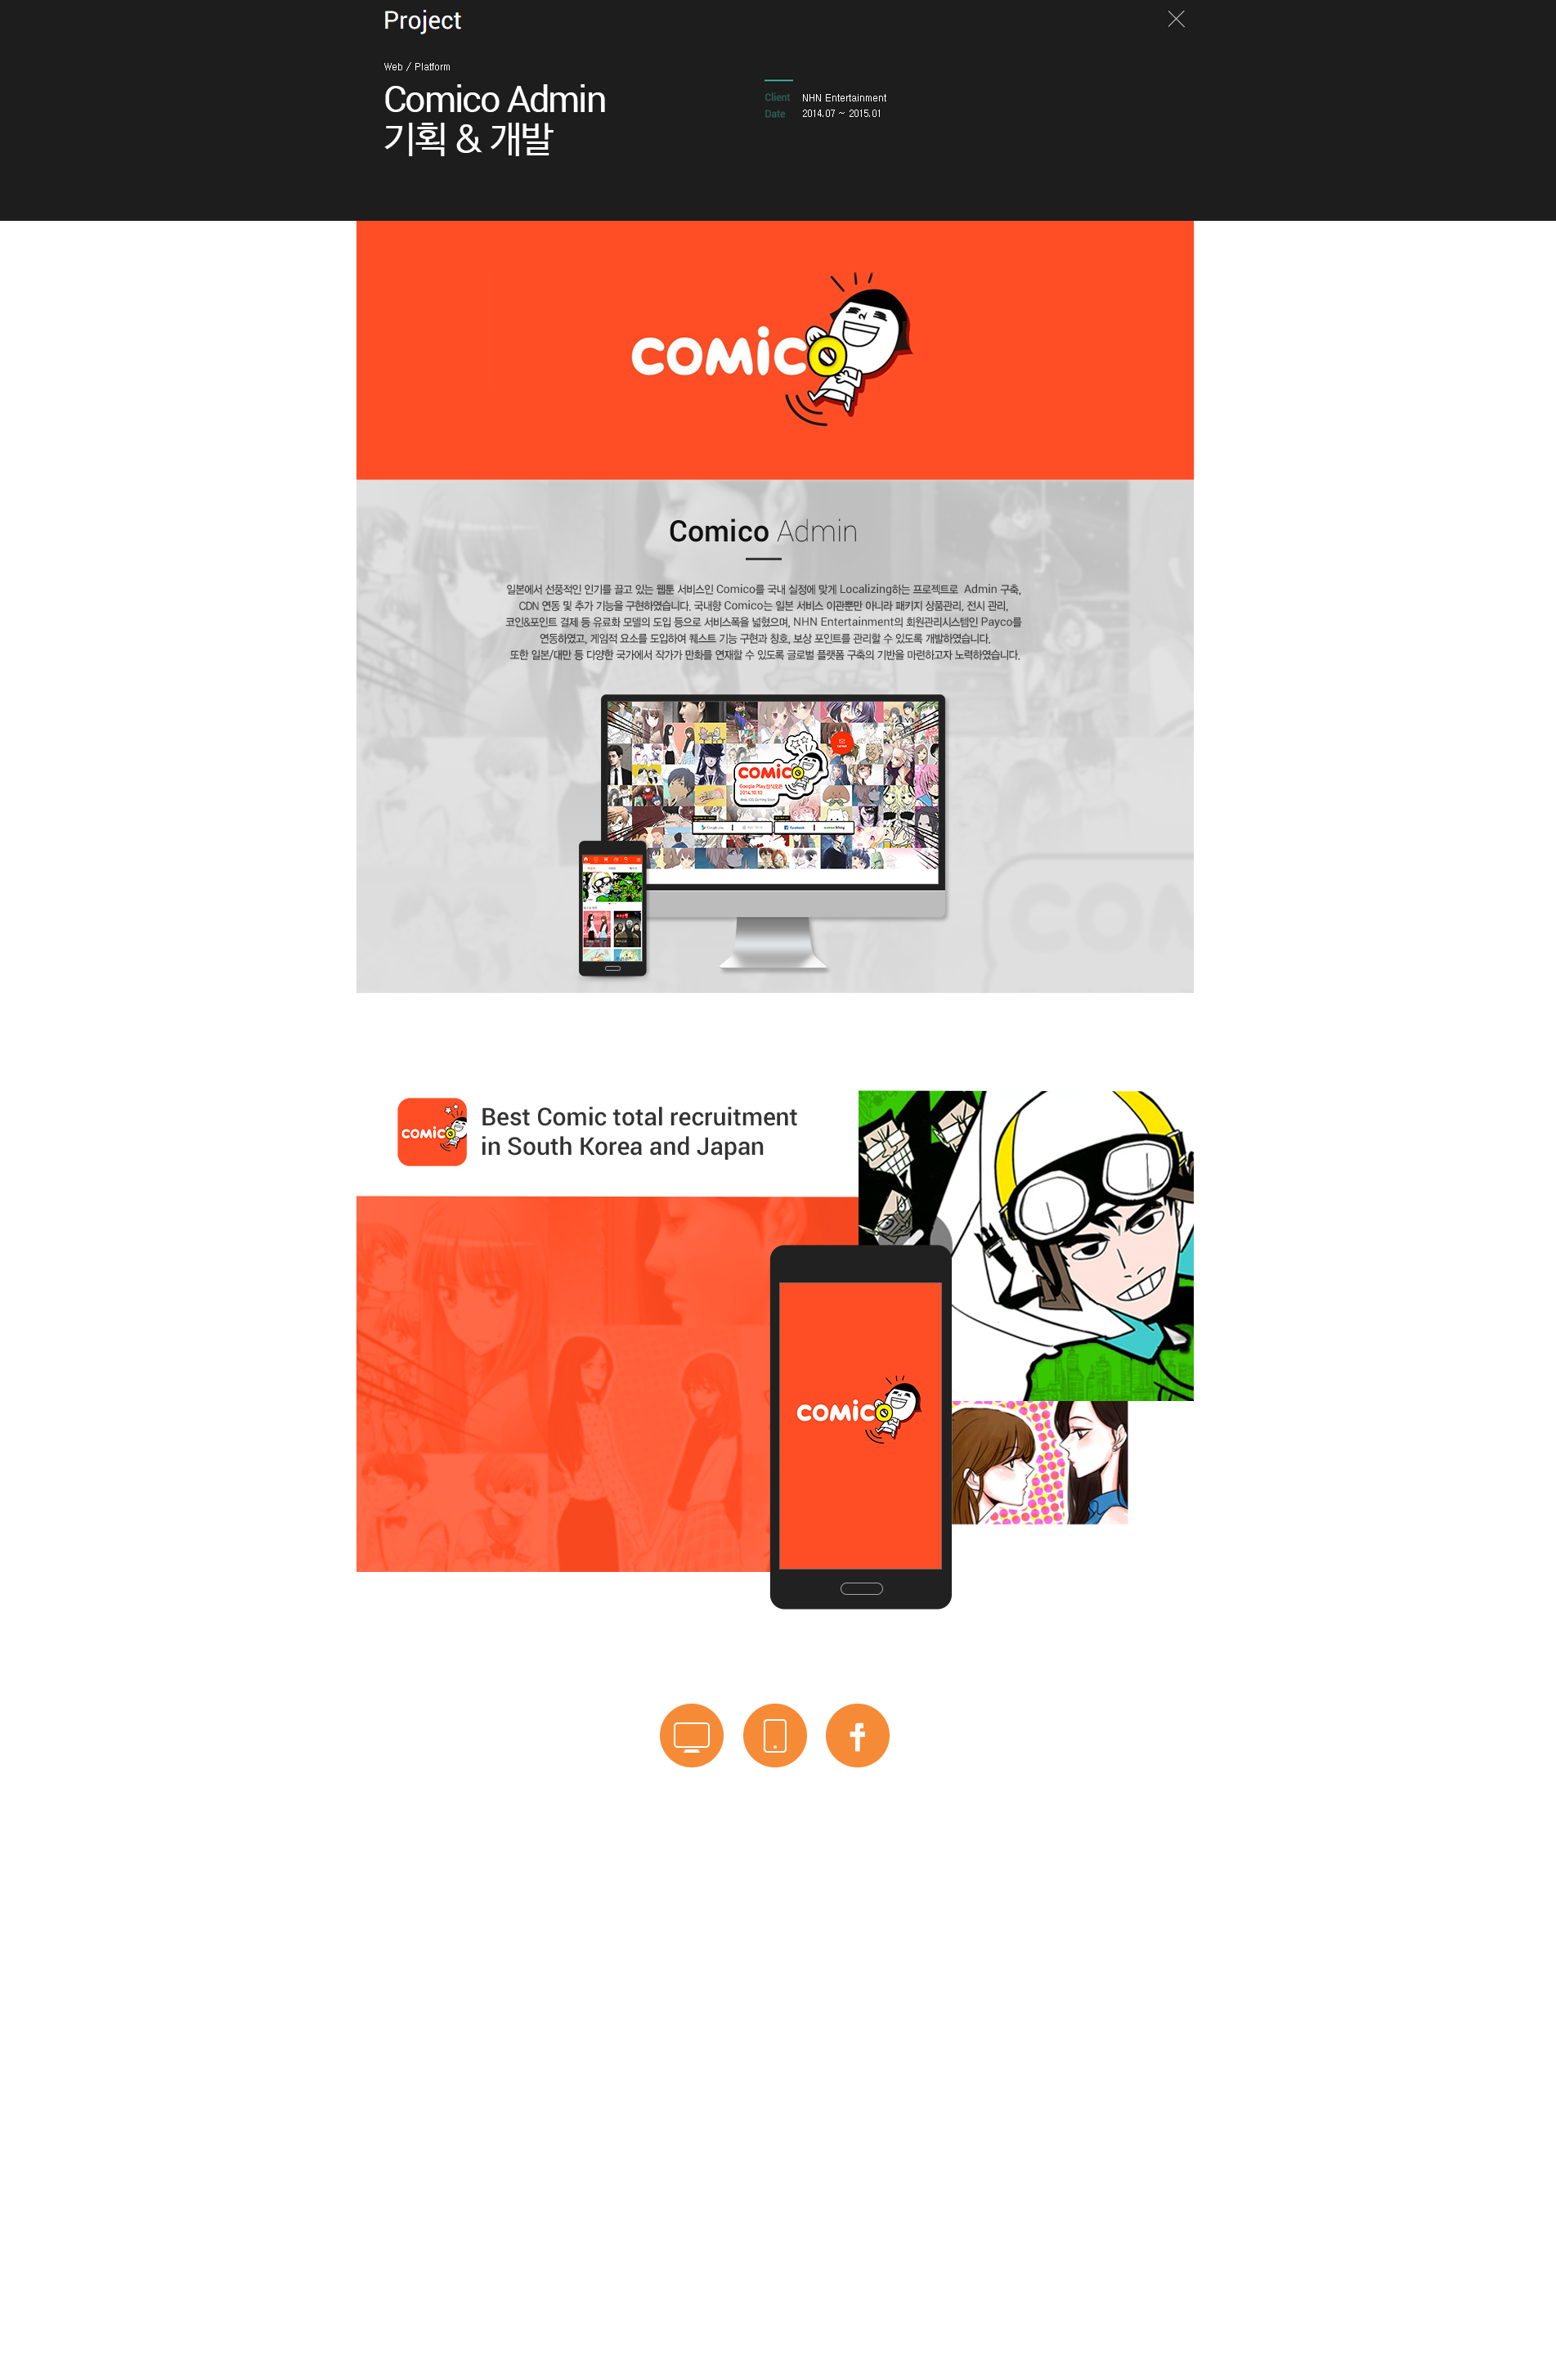 Project
Web / Platform
Comico Admin
기획 & 개발
Client NHN Entertainment
Date 2014.07 ~ 2015.01
comico
Comico Admin
일본에서 선풍적인 인기를 끌고 있는 웹툰 서비스인 Comico를 국내 실정에 맞게 Localizing하는 프로젝트로 Admin 구축,
CDN 연동 및 추가 기능을 구현하였습니다. 국내향 Comico는 일본 서비스 이관뿐만 아니라 패키지 상품관리, 전시 관리,
코인&포인트 결제 등 유료화 모델의 도입 등으로 서비스폭을 넓혔으며, NHN Entertainment의 회원관리시스템인 Payco를
연동하였고, 게임적 요소를 도입하여 퀘스트 기능 구현과 칭호, 보상 포인트를 관리할 수 있도록 개발하였습니다.
또한 일본/대만 등 다양한 국가에서 작가가 만화를 연재할 수 있도록 글로벌 플랫폼 구축의 기반을 마련하고자 노력하였습니다.
comico
Google Play 정식오픈
2014.10.10
facebook
COM
comico
Best Comic total recruitment
in South Korea and Japan
comico